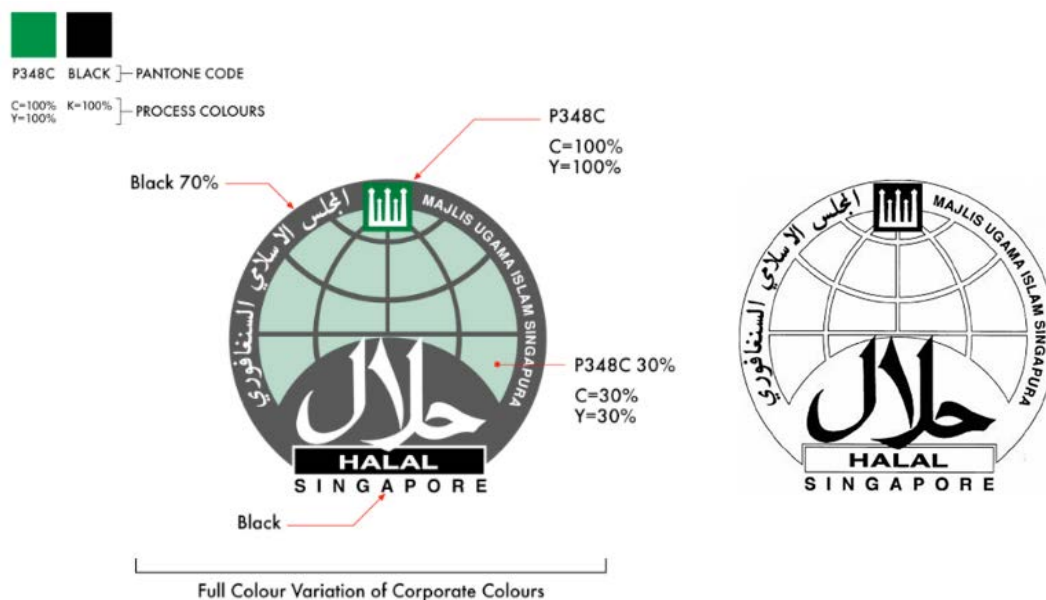 P348C BLACK PANTONE CODE
C=100% K=100% PROCESS COLOURS
Y=100%
P348C
C=100%
Y=100%
Black 70%
المجلس الاسلامي السنغافوري
MAJLIS UGAMA ISLAM SINGAPURA
P348C 30%
C=30%
Y=30%
حلال
HALAL
SINGAPORE
Black
Full Colour Variation of Corporate Colours
المجلس الاسلامي السنغافوري
MAJLIS UGAMA ISLAM SINGAPURA
حلال
HALAL
SINGAPORE